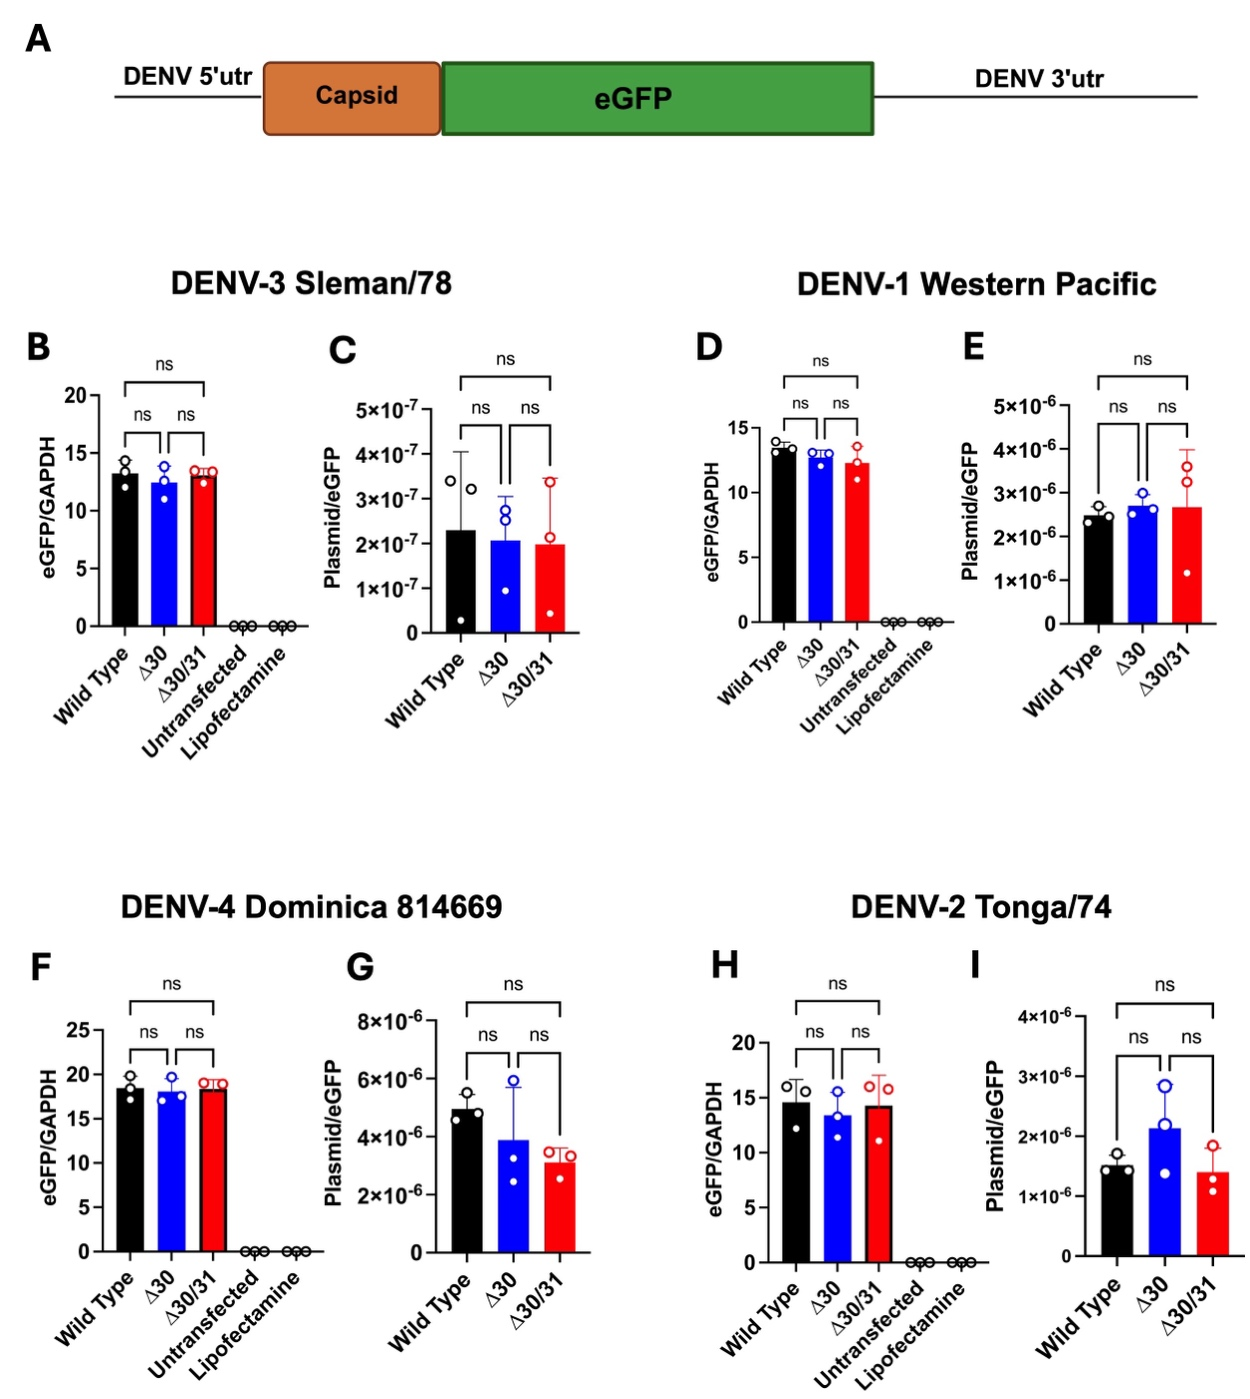 A
DENV 5'utr
Capsid
eGFP
DENV 3'utr
DENV-3 Sleman/78
DENV-1 Western Pacific
B
ns
ns
ns
eGFP/GAPDH
20
15
10
5
0
Wild Type
Δ30
Δ30/31
Untransfected
Lipofectamine
C
ns
ns
ns
Plasmid/eGFP
5×10⁻⁷
4×10⁻⁷
3×10⁻⁷
2×10⁻⁷
1×10⁻⁷
0
Wild Type
Δ30
Δ30/31
D
ns
ns
ns
eGFP/GAPDH
15
10
5
0
Wild Type
Δ30
Δ30/31
Untransfected
Lipofectamine
E
ns
ns
ns
Plasmid/eGFP
5×10⁻⁶
4×10⁻⁶
3×10⁻⁶
2×10⁻⁶
1×10⁻⁶
0
Wild Type
Δ30
Δ30/31
DENV-4 Dominica 814669
DENV-2 Tonga/74
F
ns
ns
ns
eGFP/GAPDH
25
20
15
10
5
0
Wild Type
Δ30
Δ30/31
Untransfected
Lipofectamine
G
ns
ns
ns
Plasmid/eGFP
8×10⁻⁶
6×10⁻⁶
4×10⁻⁶
2×10⁻⁶
0
Wild Type
Δ30
Δ30/31
H
ns
ns
ns
eGFP/GAPDH
20
15
10
5
0
Wild Type
Δ30
Δ30/31
Untransfected
Lipofectamine
I
ns
ns
ns
Plasmid/eGFP
4×10⁻⁶
3×10⁻⁶
2×10⁻⁶
1×10⁻⁶
0
Wild Type
Δ30
Δ30/31